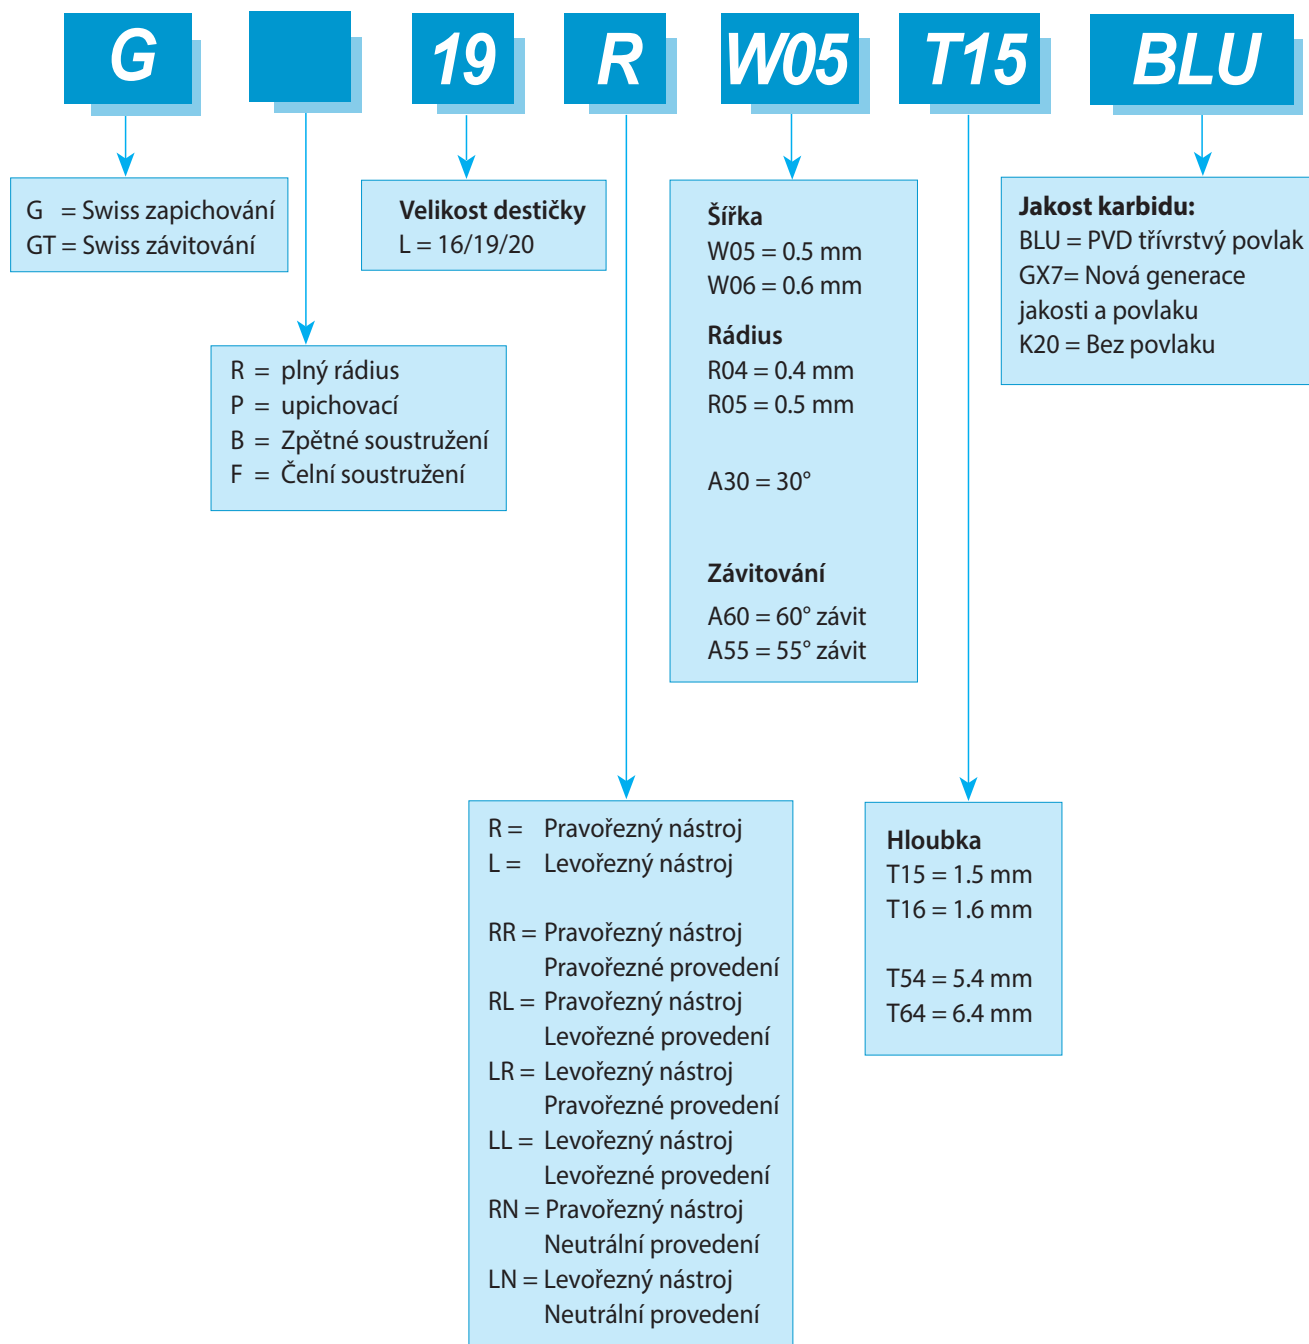 G 19 R W05 T15 BLU
G = Swiss zapichování
GT = Swiss závitování
R = plný rádius
P = upichovací
B = Zpětné soustružení
F = Čelní soustružení
Velikost destičky
L = 16/19/20
R = Pravořezný nástroj
L = Levořezný nástroj
RR = Pravořezný nástroj
Pravořezné provedení
RL = Pravořezný nástroj
Levořezné provedení
LR = Levořezný nástroj
Pravořezné provedení
LL = Levořezný nástroj
Levořezné provedení
RN = Pravořezný nástroj
Neutrální provedení
LN = Levořezný nástroj
Neutrální provedení
Šířka
W05 = 0.5 mm
W06 = 0.6 mm
Rádius
R04 = 0.4 mm
R05 = 0.5 mm
A30 = 30°
Závitování
A60 = 60° závit
A55 = 55° závit
Hloubka
T15 = 1.5 mm
T16 = 1.6 mm
T54 = 5.4 mm
T64 = 6.4 mm
Jakost karbidu:
BLU = PVD třívrstvý povlak
GX7= Nová generace
jakosti a povlaku
K20 = Bez povlaku